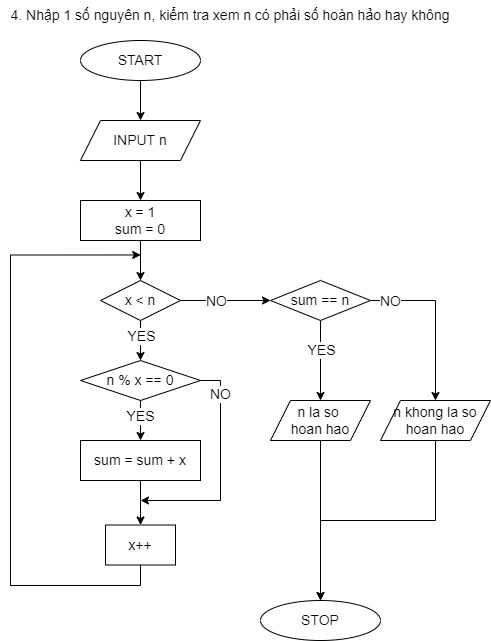 4. Nhập 1 số nguyên n, kiểm tra xem n có phải số hoàn hảo hay không
START
INPUT n
x = 1
sum = 0
x < n
NO
sum == n
NO
YES
YES
n % x == 0
NO
YES
n la so
hoan hao
n khong la so
hoan hao
sum = sum + x
x++
STOP